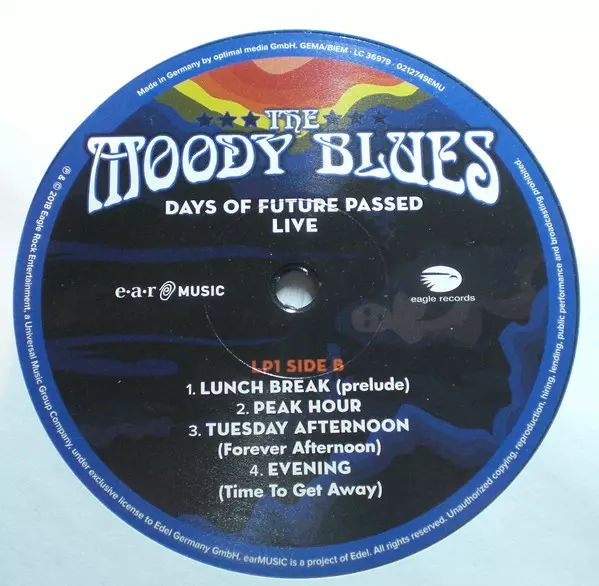 Made in Germany by optimal media GmbH. GEMA/BIEM · LC 36979 · 0212749EMU
THE
MOODY BLUES
DAYS OF FUTURE PASSED
LIVE
e·a·r MUSIC
eagle records
LP1 SIDE B
1. LUNCH BREAK (prelude)
2. PEAK HOUR
3. TUESDAY AFTERNOON
(Forever Afternoon)
4. EVENING
(Time To Get Away)
℗ & © 2018 Eagle Rock Entertainment, a Universal Music Group Company, under exclusive license to Edel Germany GmbH. earMUSIC is a project of Edel. All rights reserved. Unauthorized copying, reproduction, hiring, lending, public performance and broadcasting prohibited.